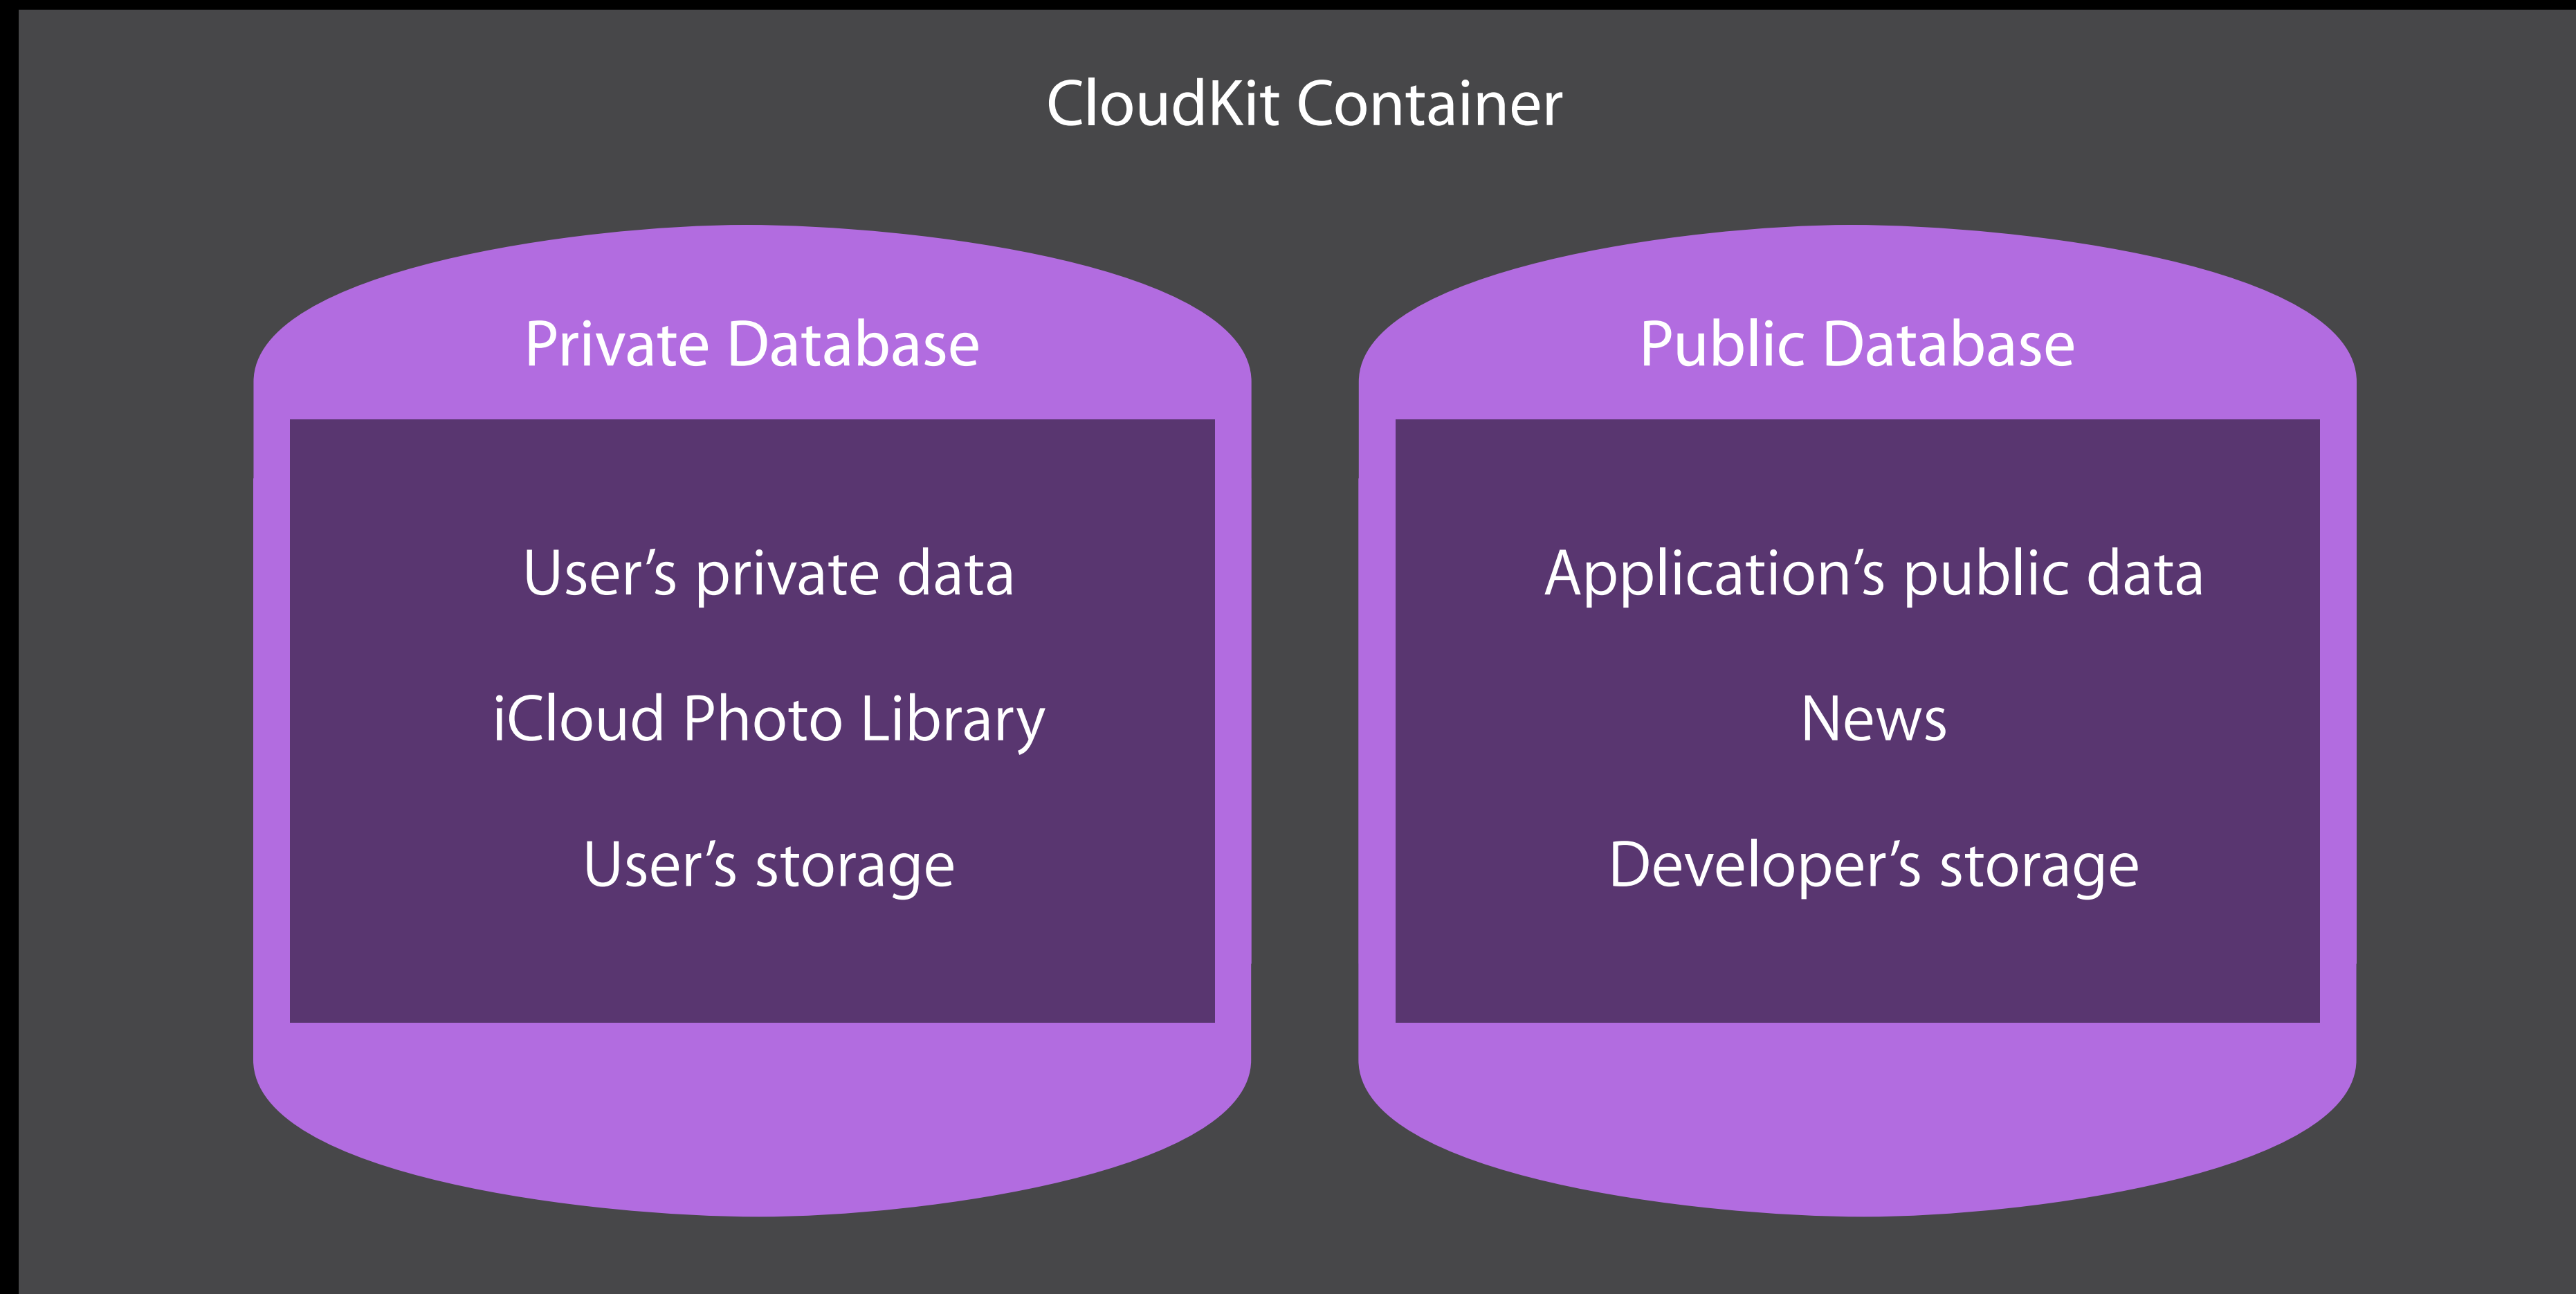 CloudKit Container
Private Database
User’s private data
iCloud Photo Library
User’s storage
Public Database
Application’s public data
News
Developer’s storage